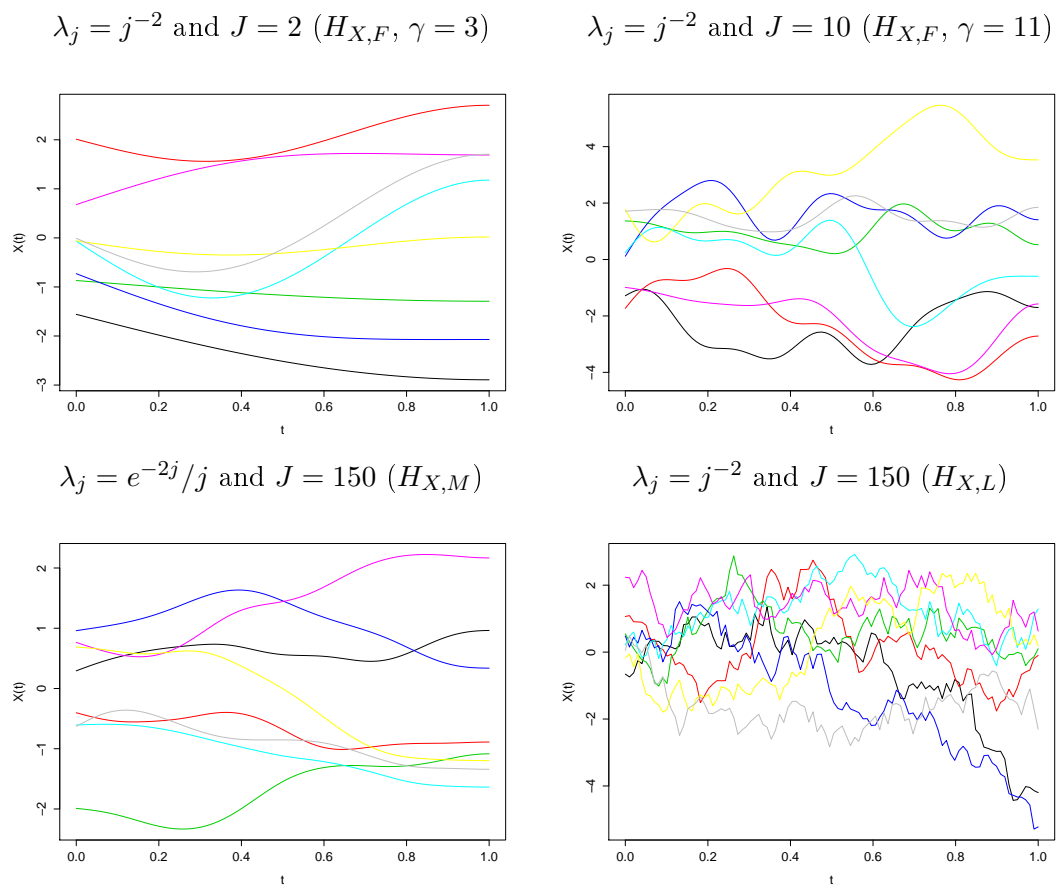 λ_j = j^{-2} and J = 2 (H_{X,F}, γ = 3)
λ_j = j^{-2} and J = 10 (H_{X,F}, γ = 11)
X(t)
2
1
0
-1
-2
-3
0.0 0.2 0.4 0.6 0.8 1.0
t
X(t)
4
2
0
-2
-4
0.0 0.2 0.4 0.6 0.8 1.0
t
λ_j = e^{-2j}/j and J = 150 (H_{X,M})
λ_j = j^{-2} and J = 150 (H_{X,L})
X(t)
2
1
0
-1
-2
0.0 0.2 0.4 0.6 0.8 1.0
t
X(t)
2
0
-2
-4
0.0 0.2 0.4 0.6 0.8 1.0
t